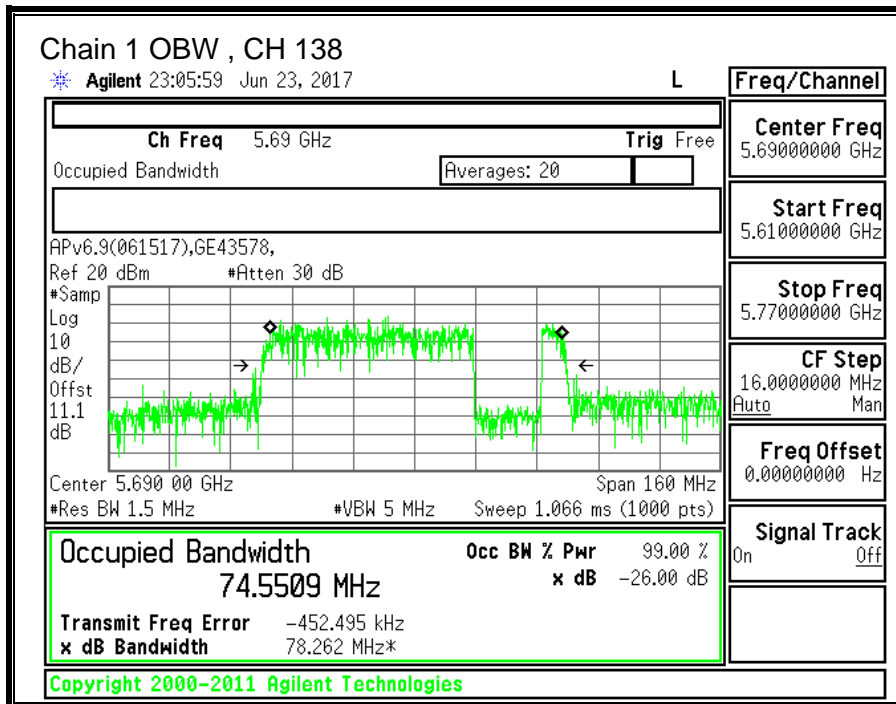 Chain 1 OBW , CH 138
Agilent 23:05:59 Jun 23, 2017 L
Ch Freq 5.69 GHz Trig Free
Occupied Bandwidth Averages: 20
APv6.9(061517),GE43578,
Ref 20 dBm #Atten 30 dB
#Samp
Log
10
dB/
Offst
11.1
dB
Center 5.690 00 GHz Span 160 MHz
#Res BW 1.5 MHz #VBW 5 MHz Sweep 1.066 ms (1000 pts)
Occupied Bandwidth Occ BW % Pwr 99.00 %
74.5509 MHz x dB -26.00 dB
Transmit Freq Error -452.495 kHz
x dB Bandwidth 78.262 MHz*
Copyright 2000-2011 Agilent Technologies
Freq/Channel
Center Freq
5.69000000 GHz
Start Freq
5.61000000 GHz
Stop Freq
5.77000000 GHz
CF Step
16.0000000 MHz
Auto Man
Freq Offset
0.00000000 Hz
Signal Track
On Off